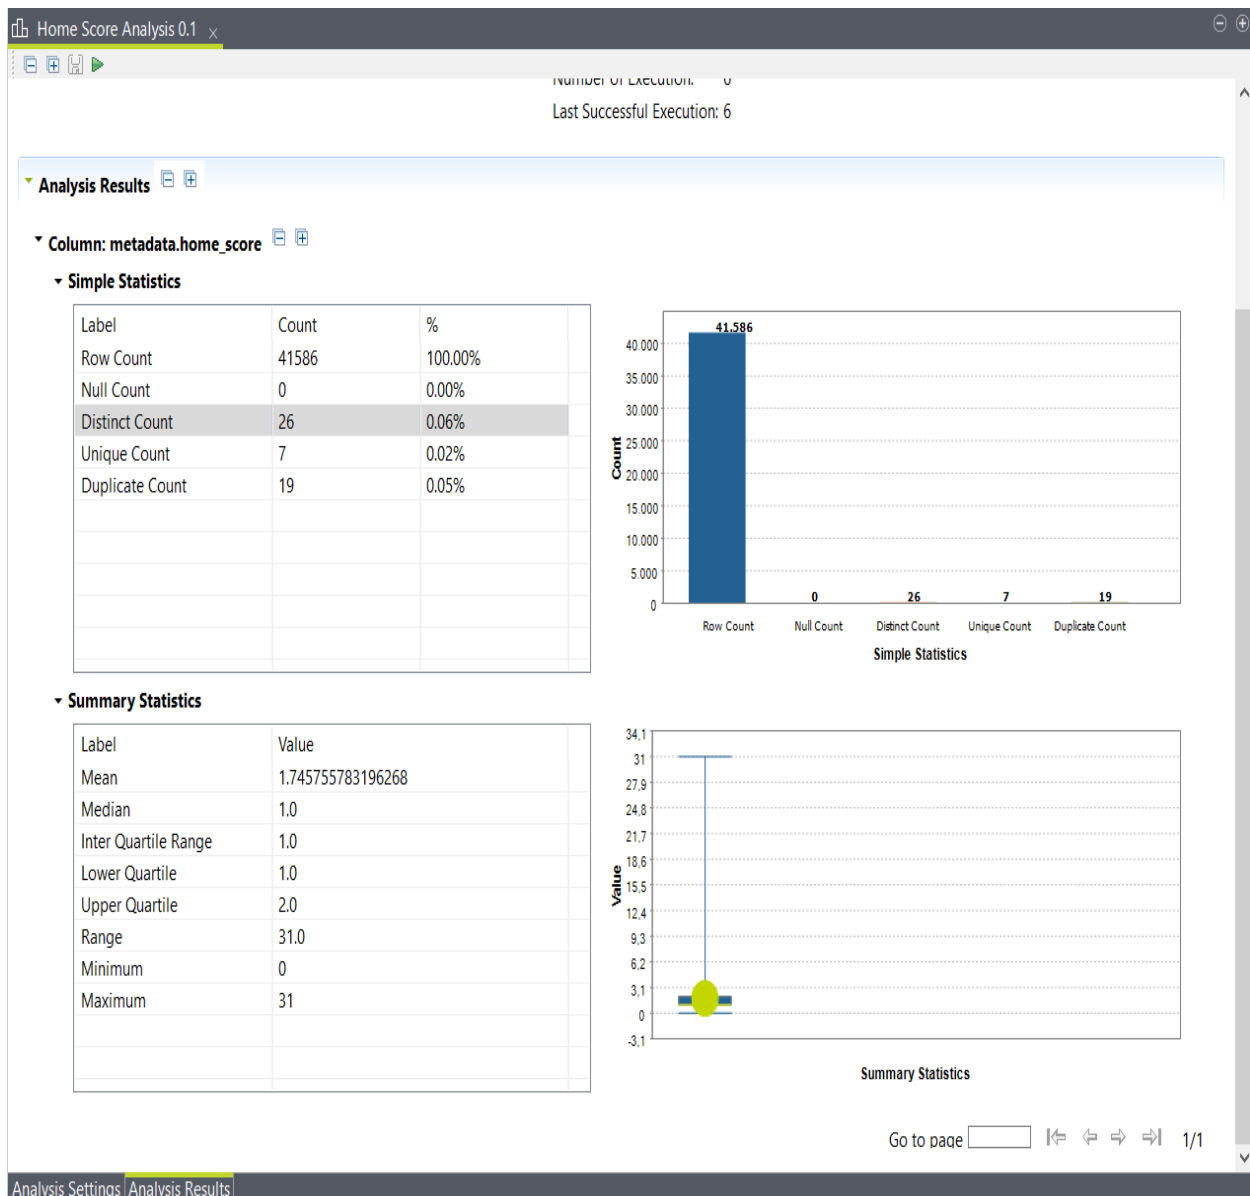 Home Score Analysis 0.1
Number of Execution: 6
Last Successful Execution: 6
Analysis Results
Column: metadata.home_score
Simple Statistics
Label Count %
Row Count 41586 100.00%
Null Count 0 0.00%
Distinct Count 26 0.06%
Unique Count 7 0.02%
Duplicate Count 19 0.05%
41.586
40.000
35.000
30.000
25.000
20.000
15.000
10.000
5.000
0
Count
0 26 7 19
Row Count Null Count Distinct Count Unique Count Duplicate Count
Simple Statistics
Summary Statistics
Label Value
Mean 1.745755783196268
Median 1.0
Inter Quartile Range 1.0
Lower Quartile 1.0
Upper Quartile 2.0
Range 31.0
Minimum 0
Maximum 31
34,1
31
27,9
24,8
21,7
18,6
15,5
12,4
9,3
6,2
3,1
0
-3,1
Value
Summary Statistics
Go to page 1/1
Analysis Settings Analysis Results